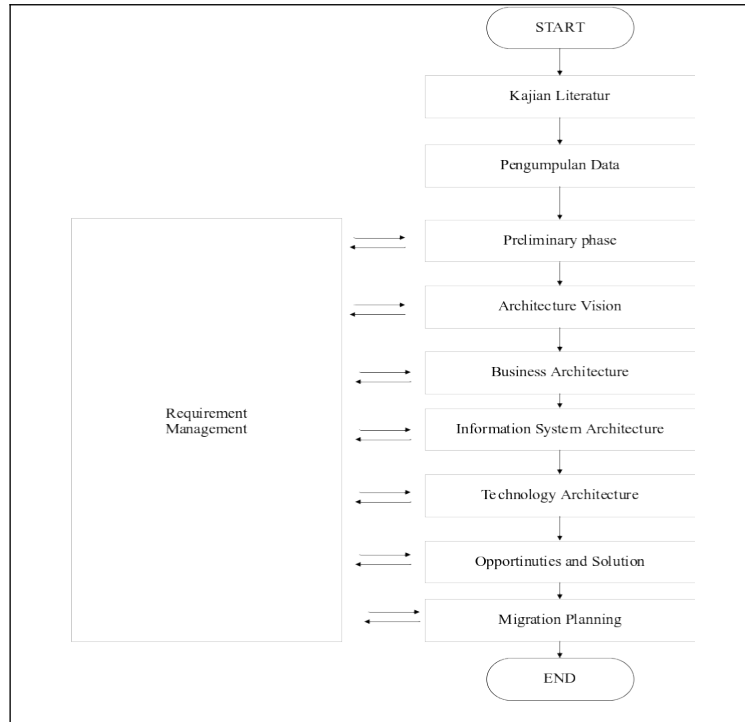 START
Kajian Literatur
Pengumpulan Data
Preliminary phase
Architecture Vision
Business Architecture
Requirement
Management
Information System Architecture
Technology Architecture
Opportinuties and Solution
Migration Planning
END